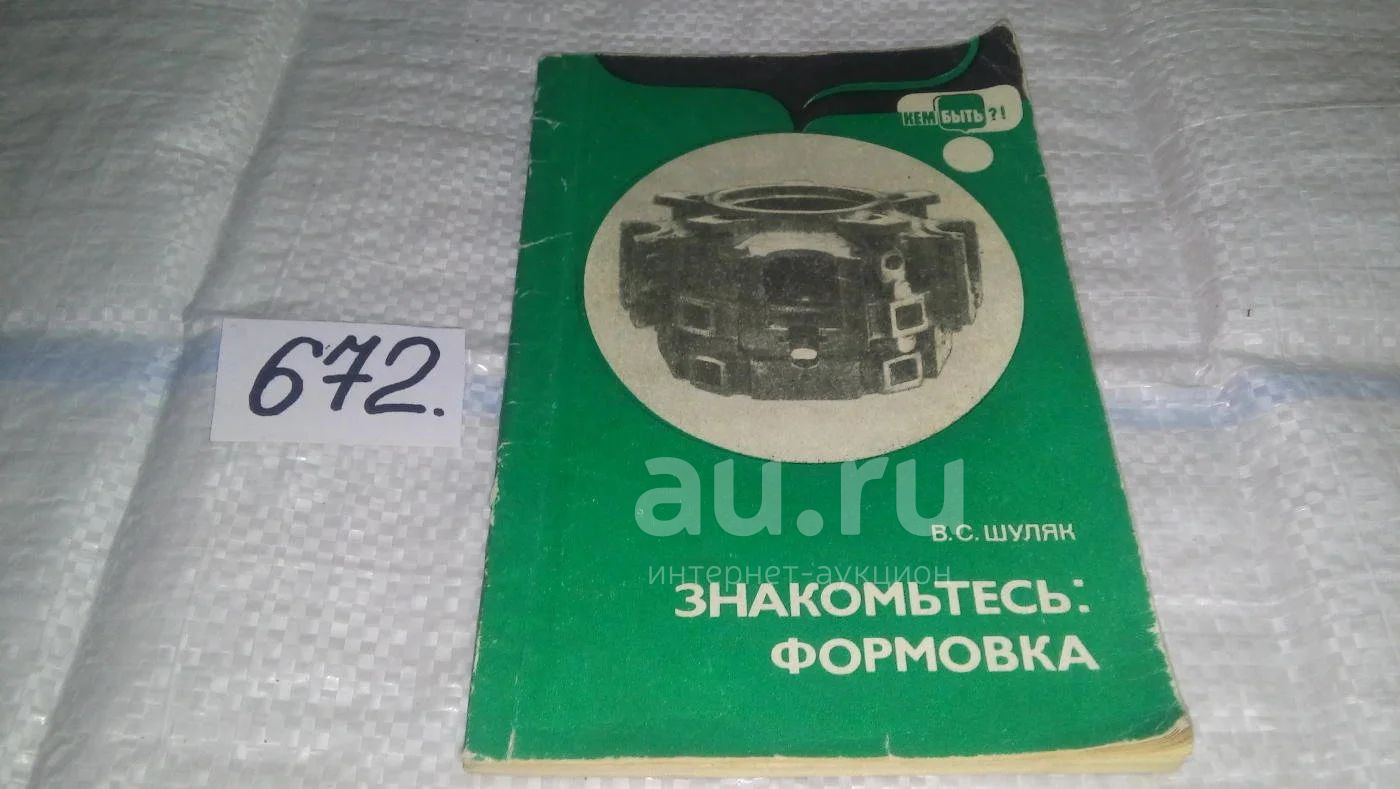 КЕМ БЫТЬ?!
672.
au.ru
интернет-аукцион
В.С. ШУЛЯК
ЗНАКОМЬТЕСЬ:
ФОРМОВКА